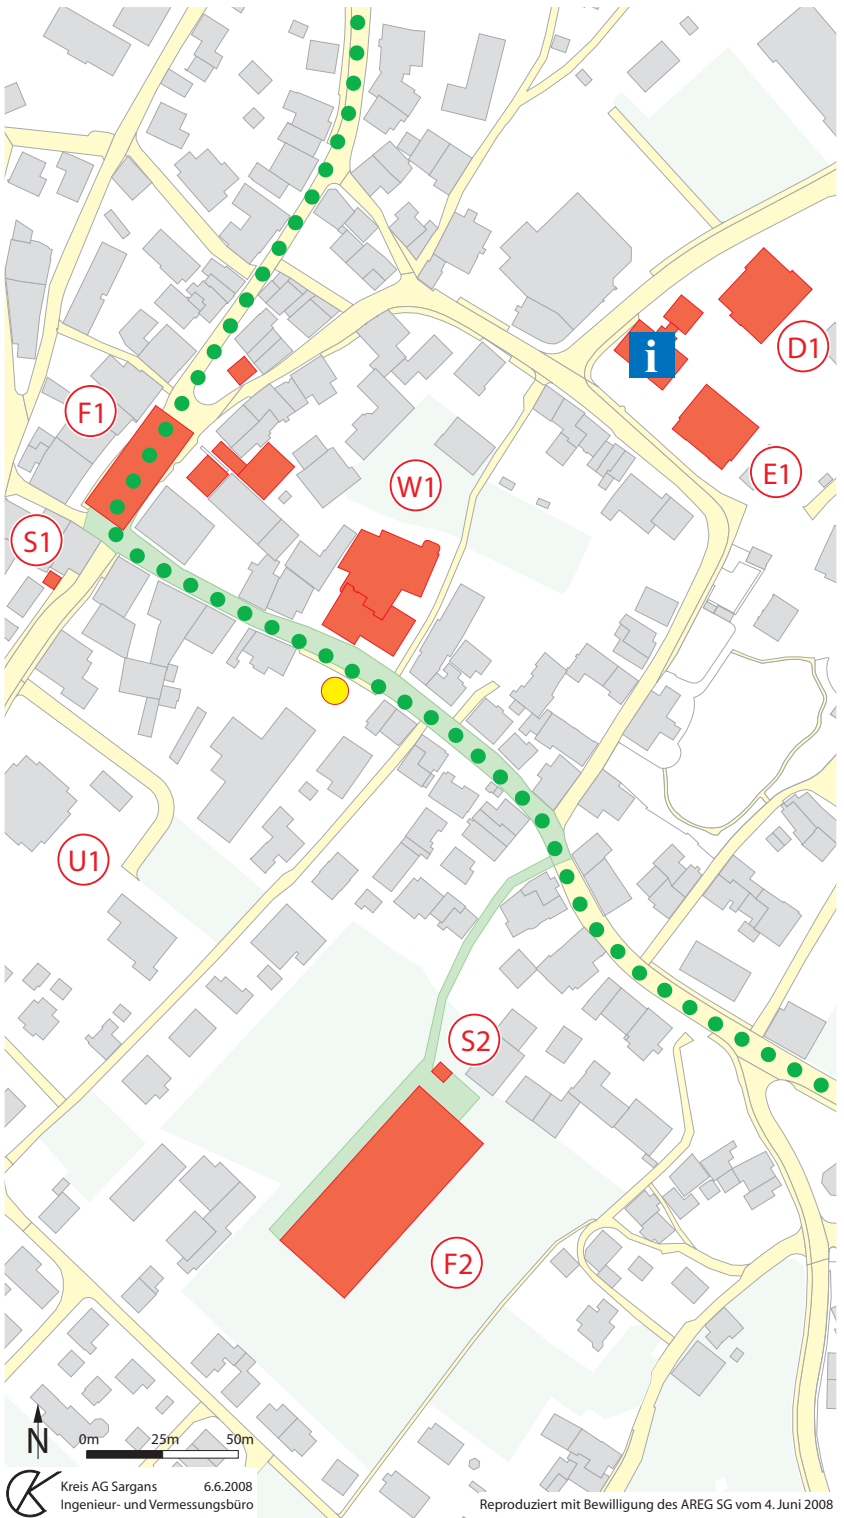 D1
F1
E1
W1
S1
U1
S2
F2
N
0m 25m 50m
Kreis AG Sargans 6.6.2008
Ingenieur- und Vermessungsbüro
Reproduziert mit Bewilligung des AREG SG vom 4. Juni 2008
i